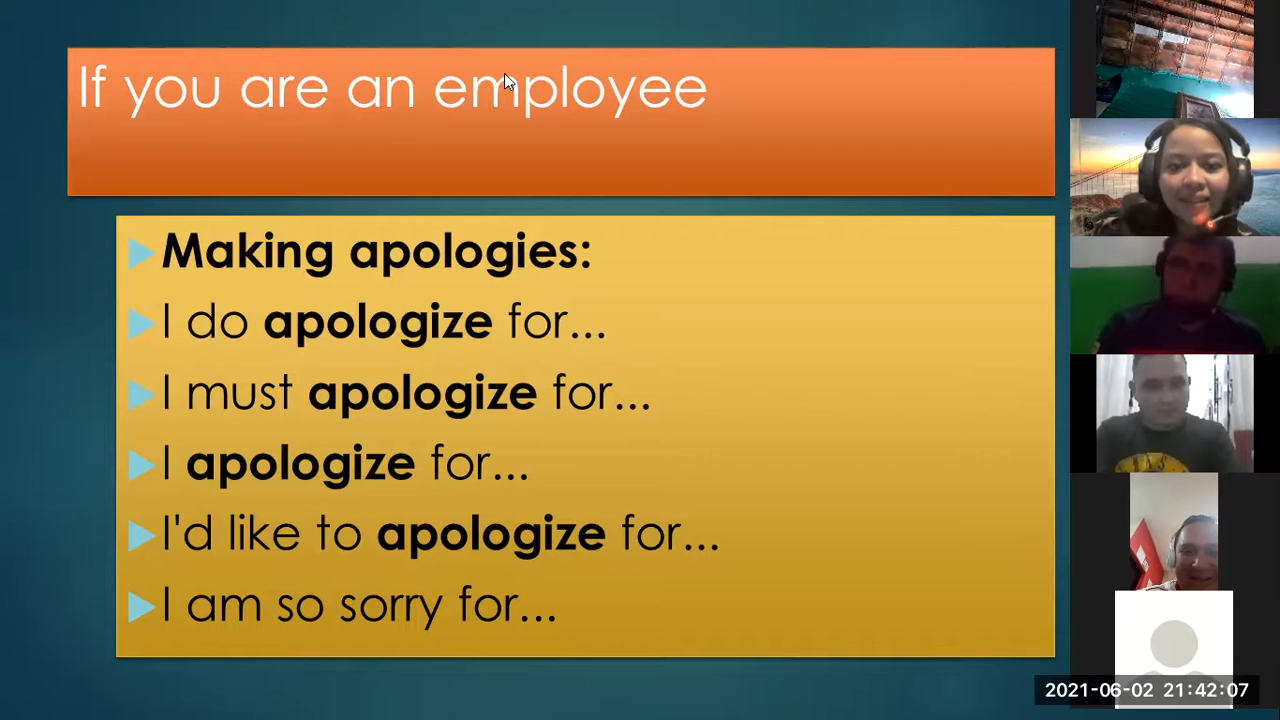 If you are an employee
Making apologies:
I do apologize for...
I must apologize for...
I apologize for...
I'd like to apologize for...
I am so sorry for...
2021-06-02 21:42:07